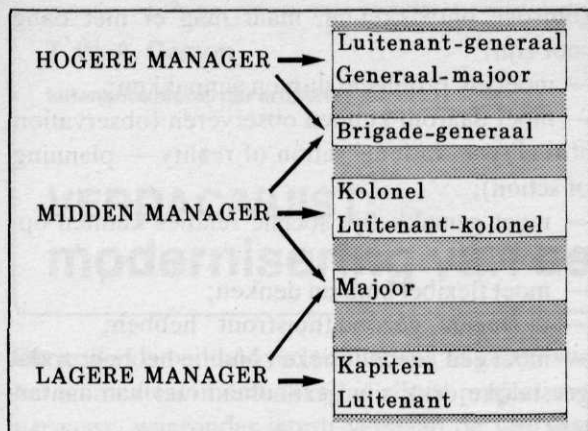 HOGERE MANAGER
Luitenant-generaal
Generaal-majoor
Brigade-generaal
MIDDEN MANAGER
Kolonel
Luitenant-kolonel
Majoor
LAGERE MANAGER
Kapitein
Luitenant